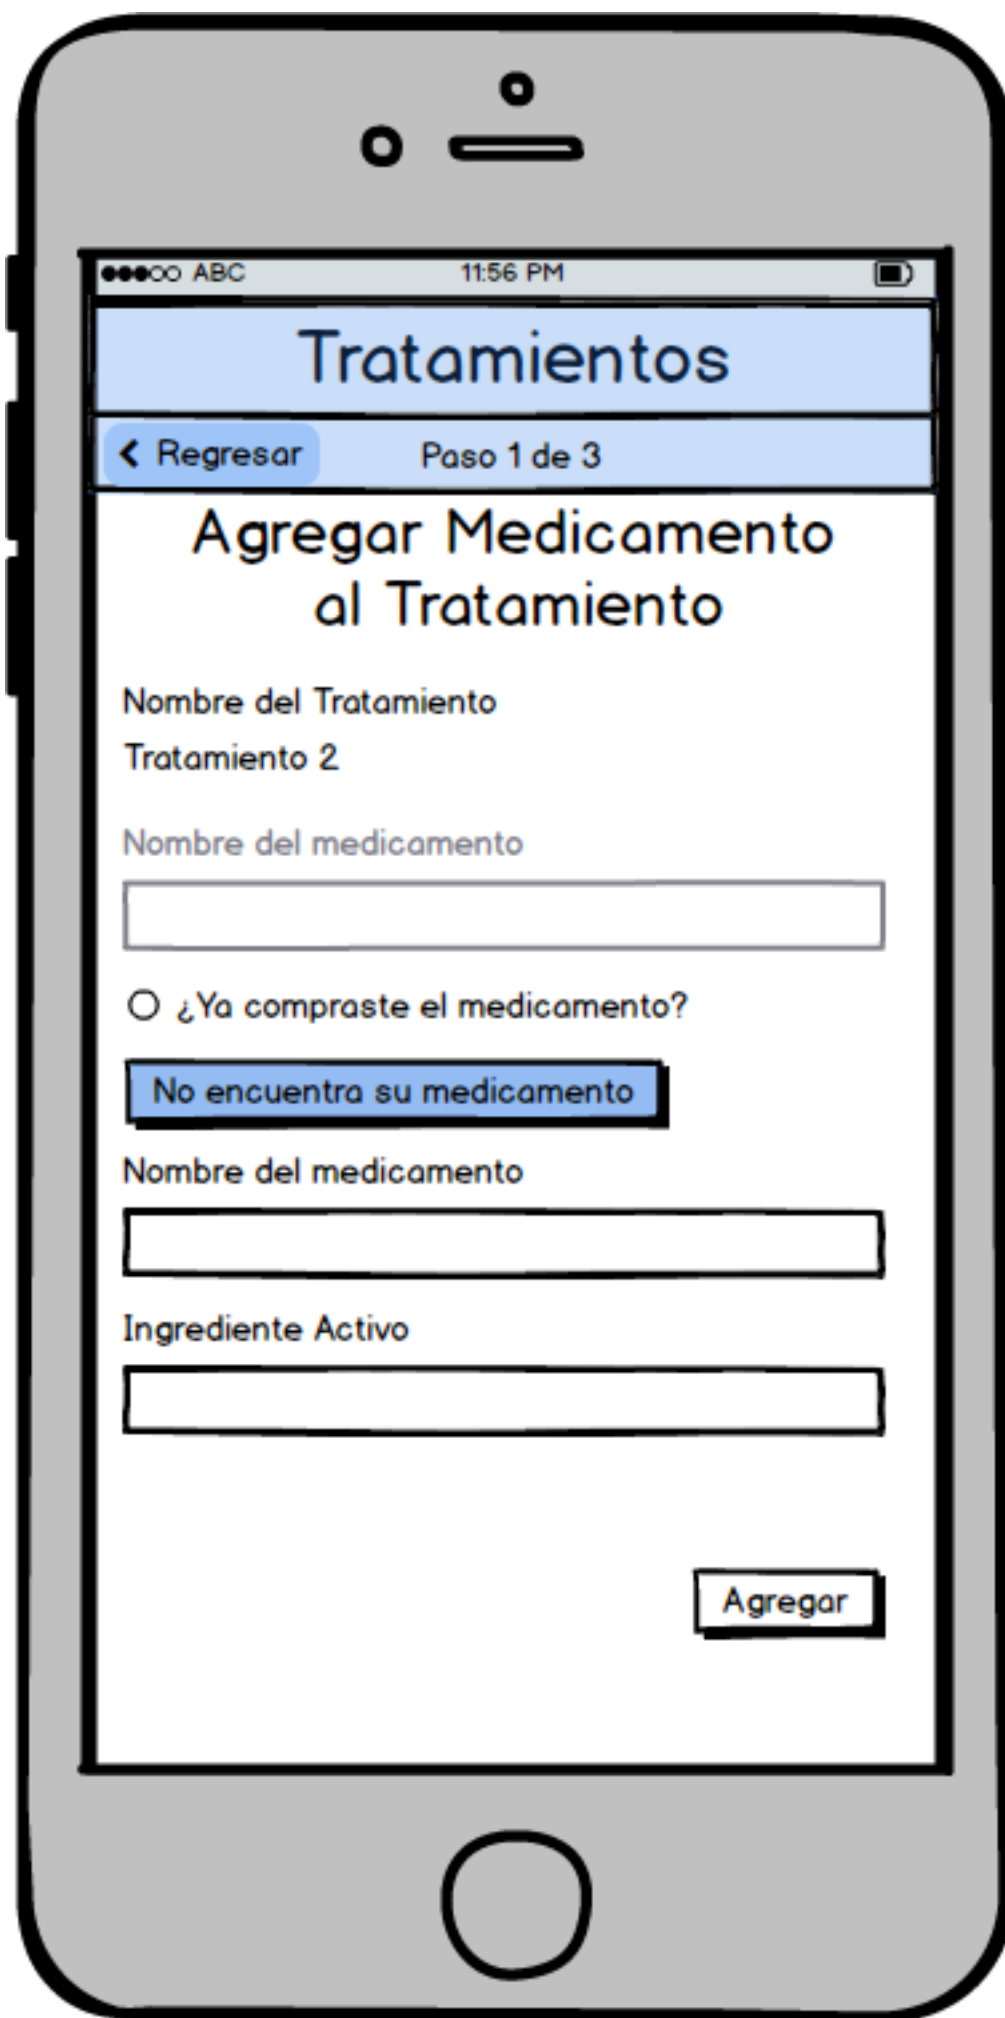 ABC 11:56 PM
Tratamientos
Regresar Paso 1 de 3
Agregar Medicamento
al Tratamiento
Nombre del Tratamiento
Tratamiento 2
Nombre del medicamento
¿Ya compraste el medicamento?
No encuentra su medicamento
Nombre del medicamento
Ingrediente Activo
Agregar